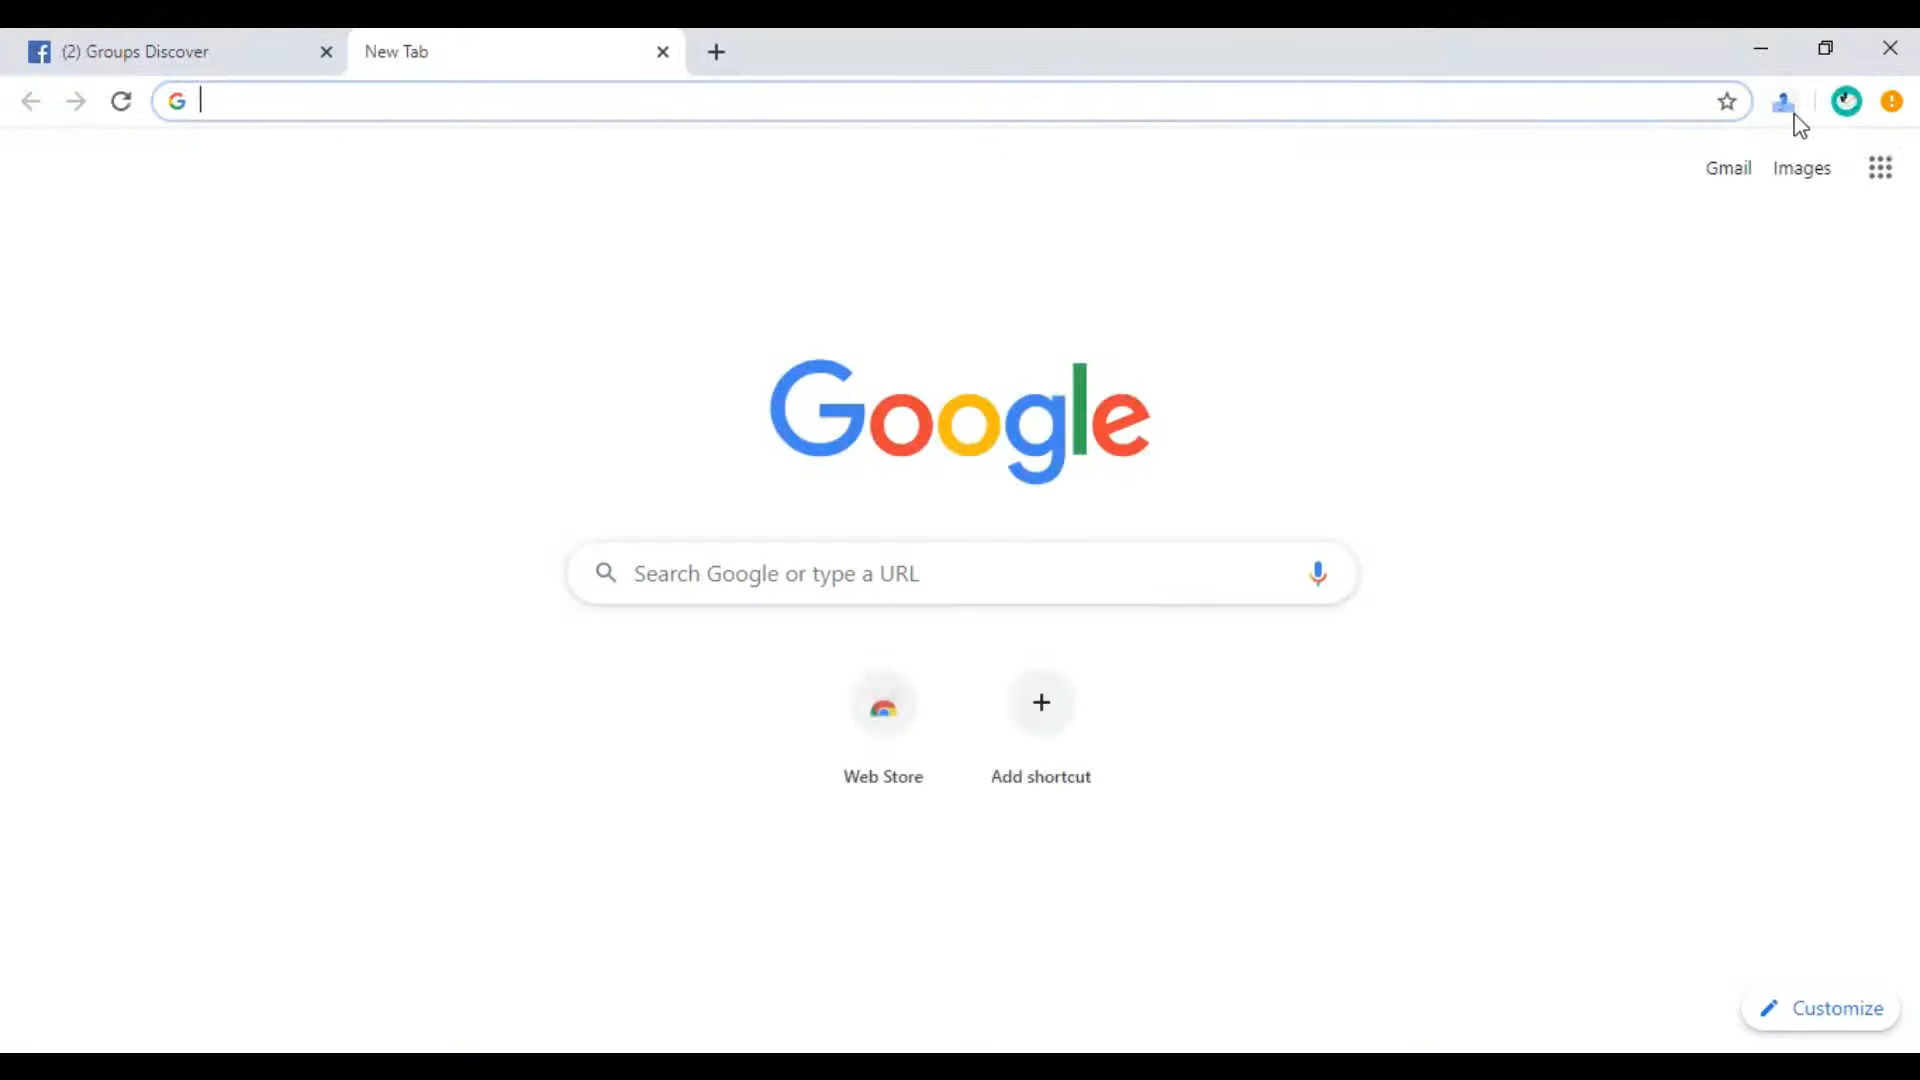 (2) Groups Discover
New Tab
Gmail Images
Google
Search Google or type a URL
Web Store
Add shortcut
Customize